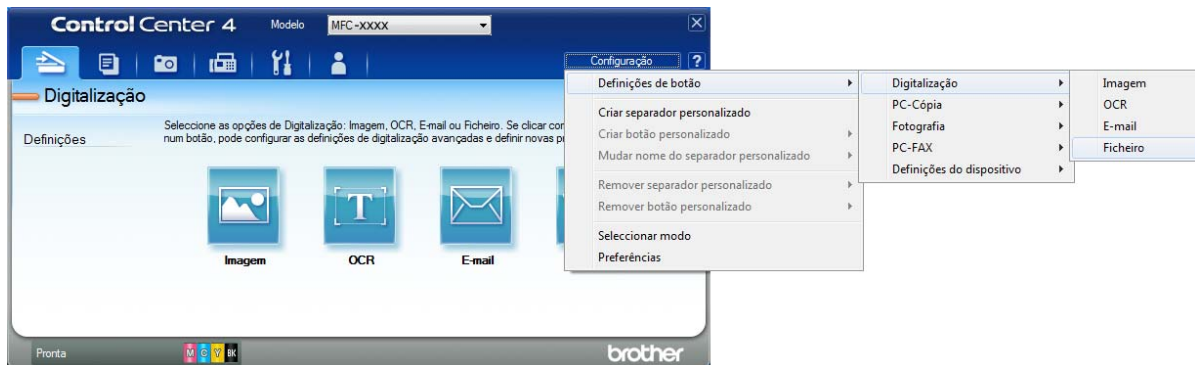 Control Center 4
Modelo
MFC-XXXX
Configuração
?
Digitalização
Definições
Seleccione as opções de Digitalização: Imagem, OCR, E-mail ou Ficheiro. Se clicar com
num botão, pode configurar as definições de digitalização avançadas e definir novas
Imagem
OCR
E-mail
Definições de botão
Criar separador personalizado
Criar botão personalizado
Mudar nome do separador personalizado
Remover separador personalizado
Remover botão personalizado
Seleccionar modo
Preferências
Digitalização
PC-Cópia
Fotografia
PC-FAX
Definições do dispositivo
Imagem
OCR
E-mail
Ficheiro
Pronta
M C Y BK
brother